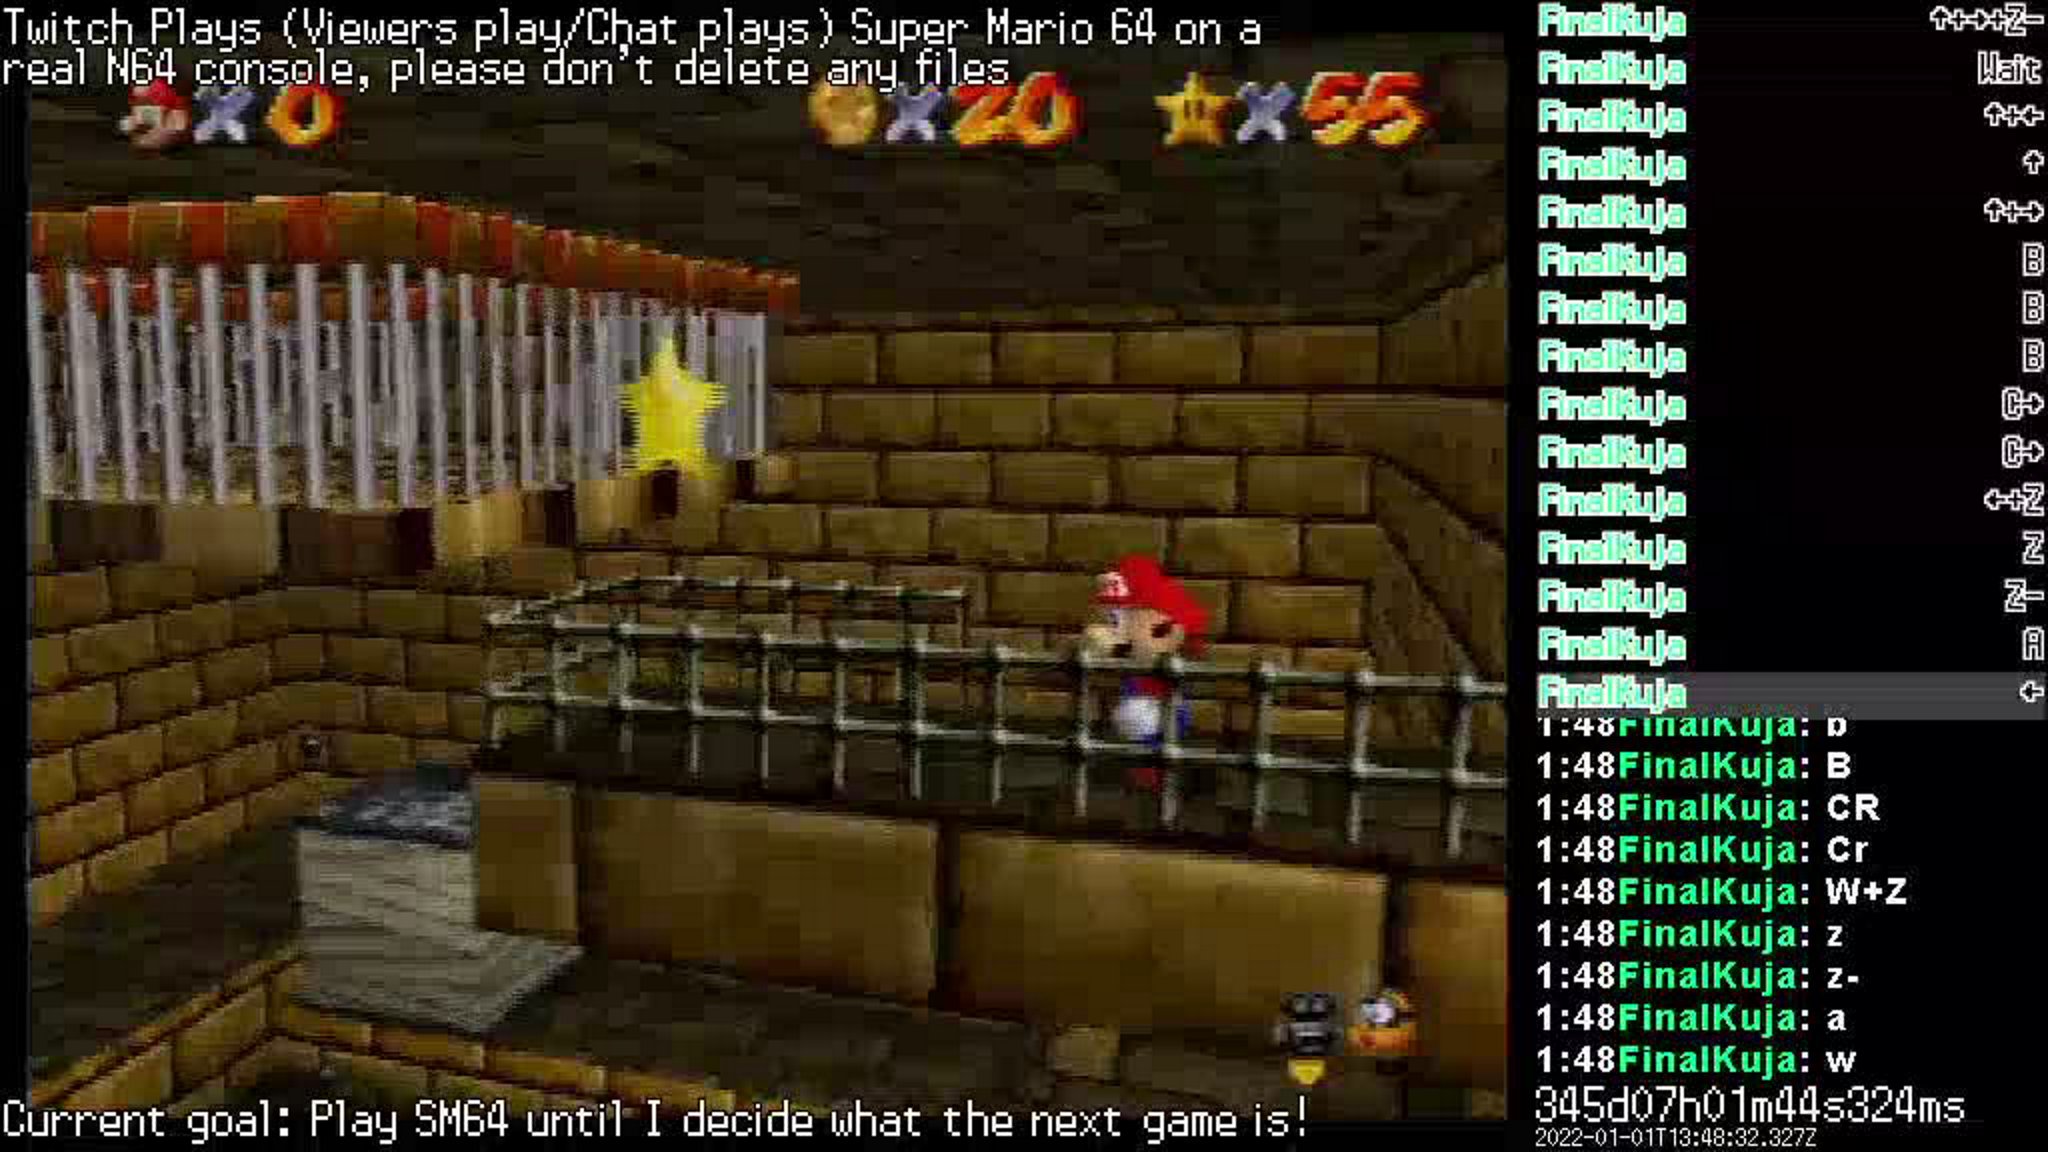 Twitch Plays (Viewers play/Chat plays) Super Mario 64 on a
real N64 console, please don't delete any files
x 0
x 20
x 55
FinalKuja ↑+→+Z-
FinalKuja Wait
FinalKuja ↑+←
FinalKuja ↑
FinalKuja ↑+→
FinalKuja B
FinalKuja B
FinalKuja B
FinalKuja C→
FinalKuja C→
FinalKuja ←+Z
FinalKuja Z
FinalKuja Z-
FinalKuja A
FinalKuja ←
1:48FinalKuja: b
1:48FinalKuja: B
1:48FinalKuja: CR
1:48FinalKuja: Cr
1:48FinalKuja: W+Z
1:48FinalKuja: z
1:48FinalKuja: z-
1:48FinalKuja: a
1:48FinalKuja: w
Current goal: Play SM64 until I decide what the next game is!
345d07h01m44s324ms
2022-01-01T13:48:32.327Z